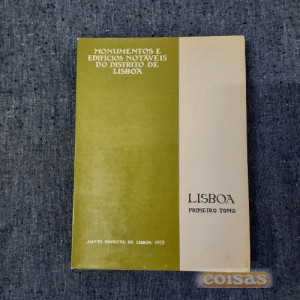 MONUMENTOS E
EDIFÍCIOS NOTÁVEIS
DO DISTRITO DE
LISBOA
LISBOA
PRIMEIRO TOMO
JUNTA DISTRITAL DE LISBOA 1973
coisas